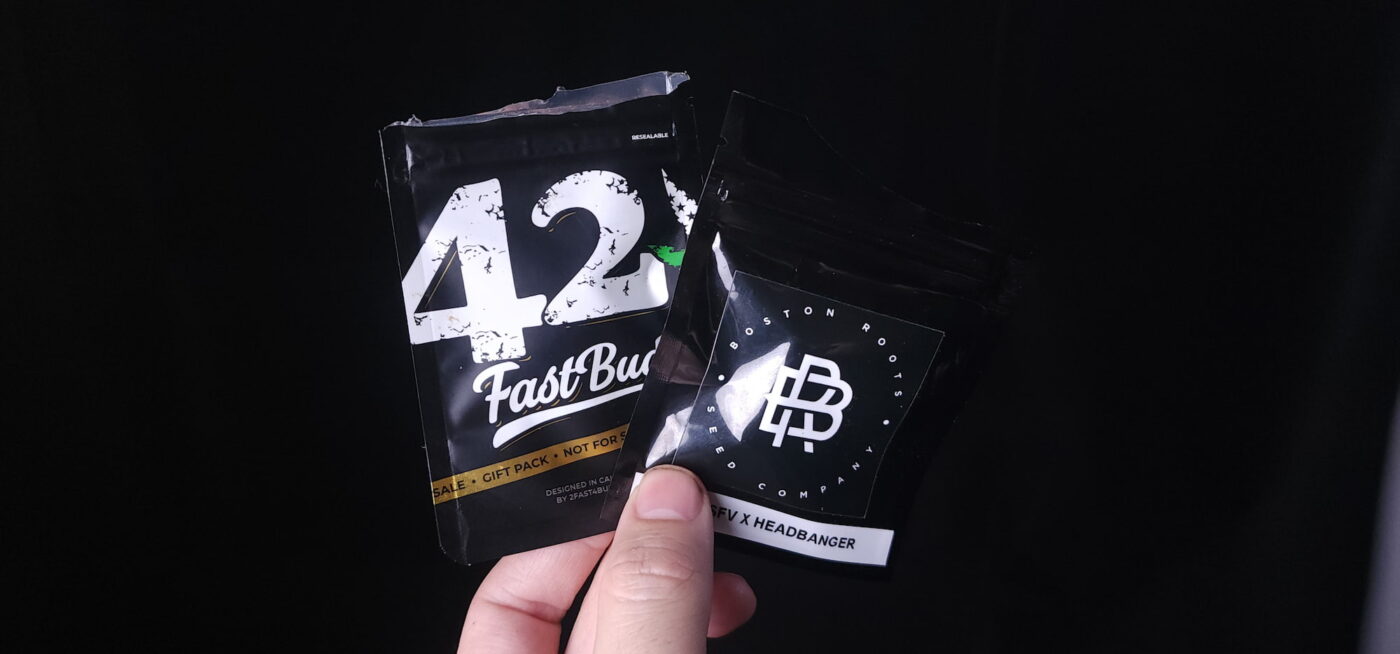 RESEALABLE
42
FastBud
SALE • GIFT PACK • NOT FOR S
DESIGNED IN CA
BY 2FAST4BU
BOSTON ROOTS • SEED COMPANY •
BR
SFV X HEADBANGER